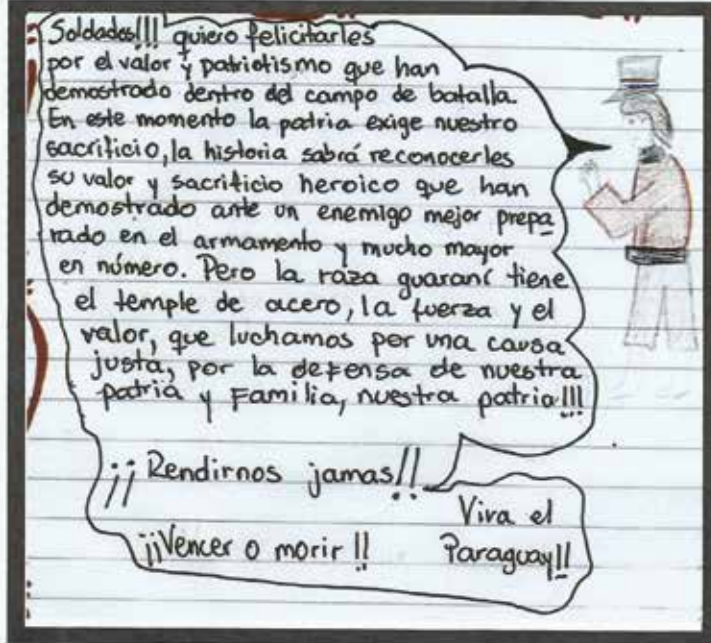 Soldados!!! quiero felicitarles
por el valor y patriotismo que han
demostrado dentro del campo de batalla.
En este momento la patria exige nuestro
sacrificio, la historia sabrá reconocerles
su valor y sacrificio heroico que han
demostrado ante un enemigo mejor prepa
rado en el armamento y mucho mayor
en número. Pero la raza guaraní tiene
el temple de acero, la fuerza y el
valor, que luchamos por una causa
justa, por la defensa de nuestra
patria y Familia, nuestra patria!!!
¡¡Rendirnos jamas!!
Viva el
¡¡Vencer o morir!! Paraguay!!